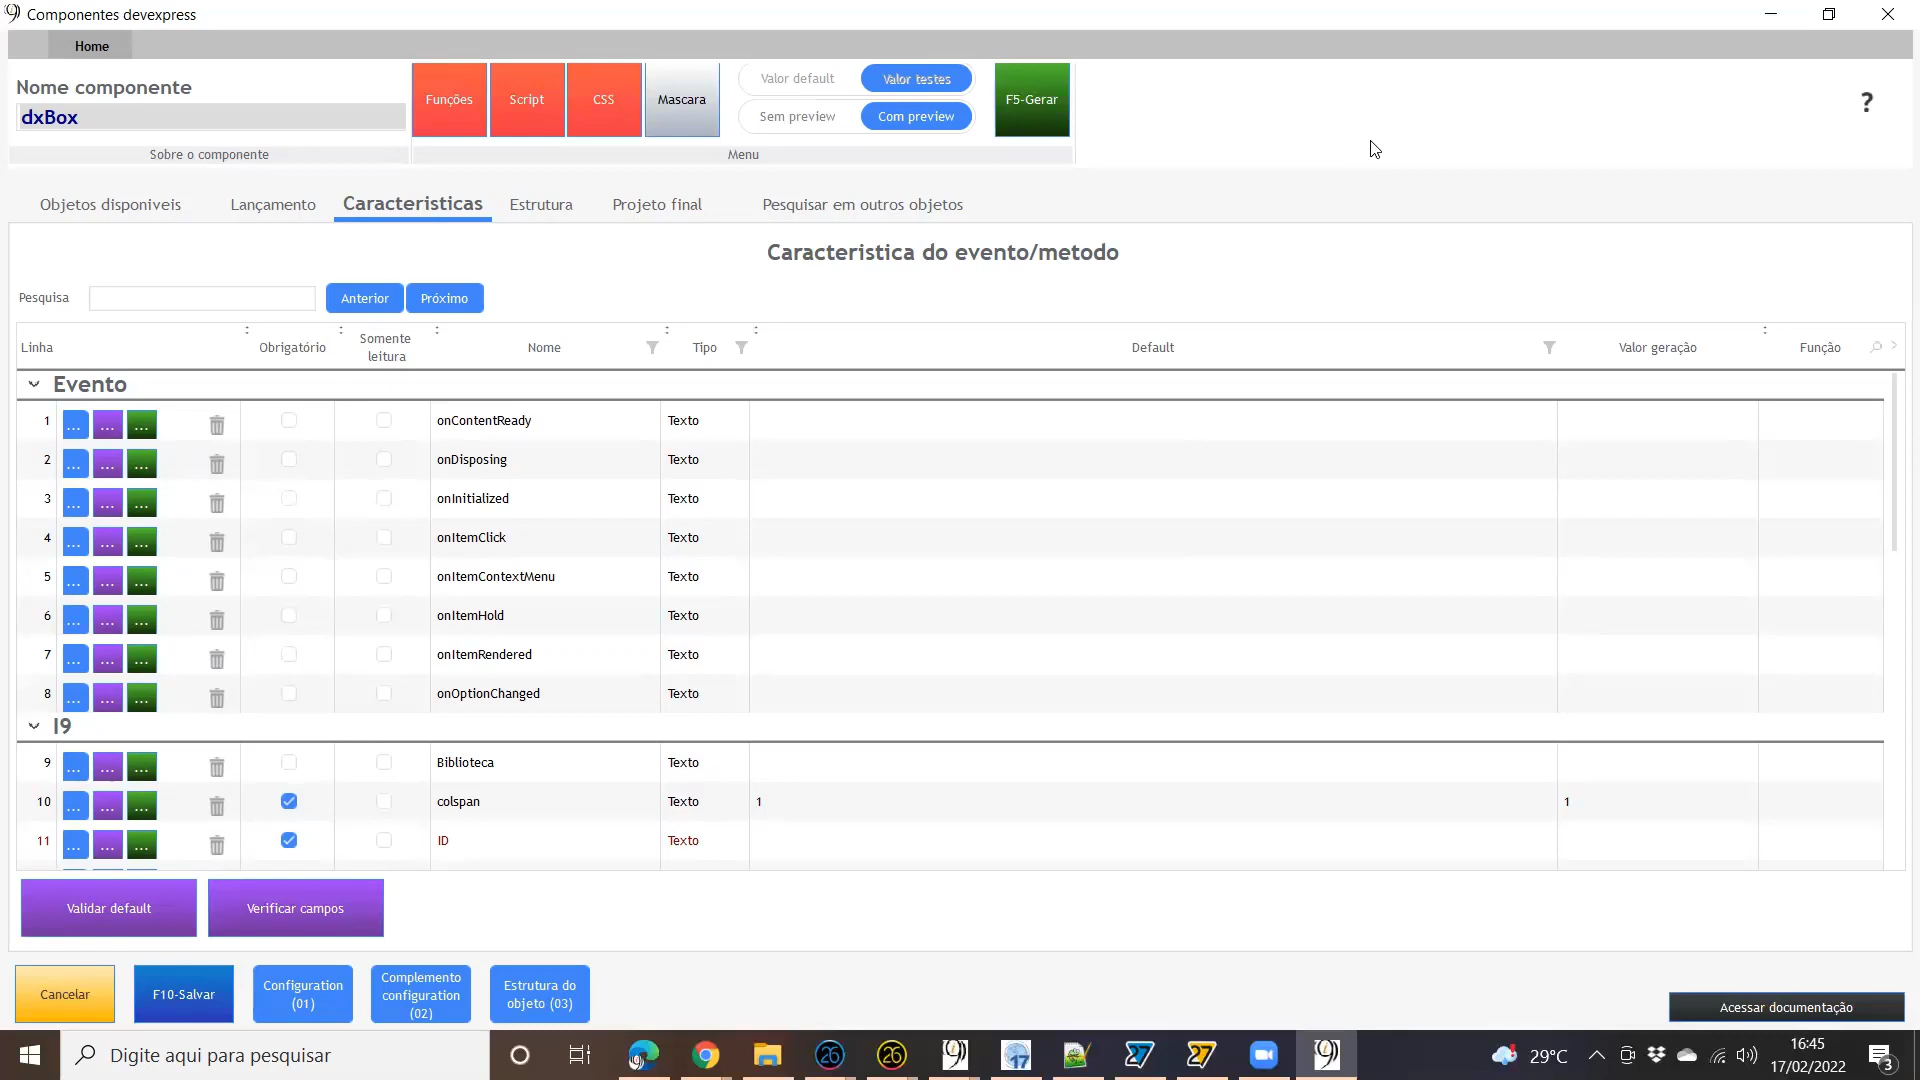 Componentes devexpress
Home
Nome componente
dxBox
Sobre o componente
Funções
Script
CSS
Mascara
Valor default
Valor testes
Sem preview
Com preview
F5-Gerar
Menu
?
Objetos disponiveis
Lançamento
Caracteristicas
Estrutura
Projeto final
Pesquisar em outros objetos
Caracteristica do evento/metodo
Pesquisa
Anterior
Próximo
Linha
Obrigatório
Somente
leitura
Nome
Tipo
Default
Valor geração
Função
Evento
1 ... ... ... onContentReady Texto
2 ... ... ... onDisposing Texto
3 ... ... ... onInitialized Texto
4 ... ... ... onItemClick Texto
5 ... ... ... onItemContextMenu Texto
6 ... ... ... onItemHold Texto
7 ... ... ... onItemRendered Texto
8 ... ... ... onOptionChanged Texto
I9
9 ... ... ... Biblioteca Texto
10 ... ... ... colspan Texto 1 1
11 ... ... ... ID Texto
Validar default
Verificar campos
Cancelar
F10-Salvar
Configuration
(01)
Complemento
configuration
(02)
Estrutura do
objeto (03)
Acessar documentação
Digite aqui para pesquisar
26
26
17
27
27
29°C
16:45
17/02/2022
3